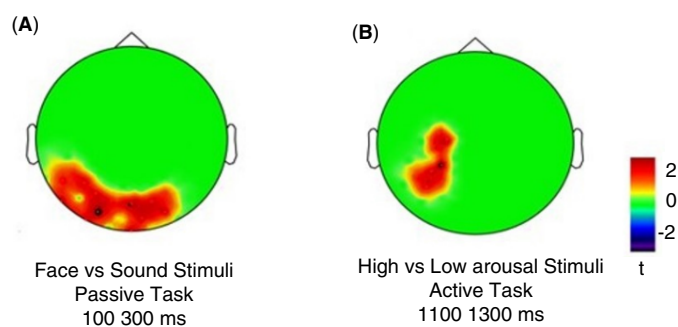 (A)
Face vs Sound Stimuli
Passive Task
100 300 ms
(B)
High vs Low arousal Stimuli
Active Task
1100 1300 ms
2
0
-2
t